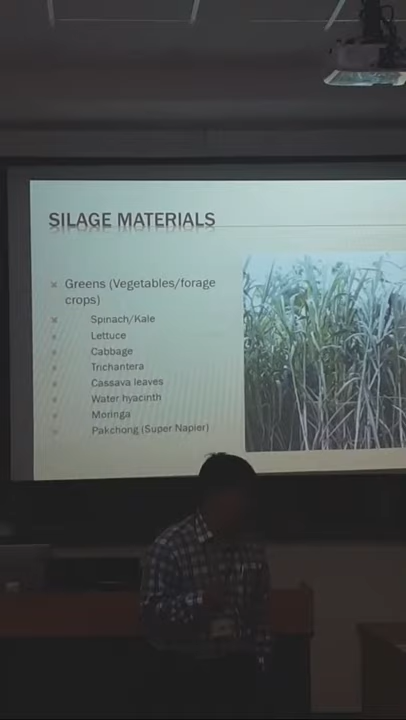 SILAGE MATERIALS
Greens (Vegetables/forage
crops)
Spinach/Kale
Lettuce
Cabbage
Trichantera
Cassava leaves
Water hyacinth
Moringa
Pakchong (Super Napier)